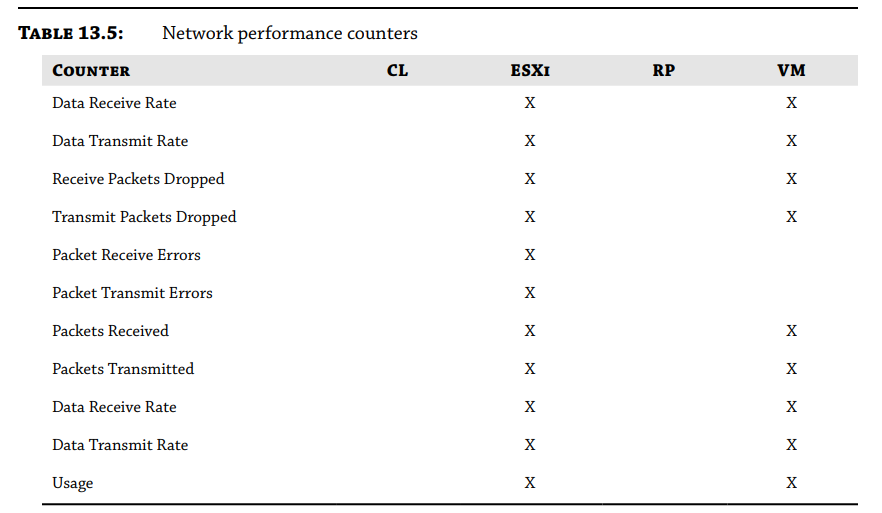 TABLE 13.5: Network performance counters
COUNTER CL ESXI RP VM
Data Receive Rate X X
Data Transmit Rate X X
Receive Packets Dropped X X
Transmit Packets Dropped X X
Packet Receive Errors X
Packet Transmit Errors X
Packets Received X X
Packets Transmitted X X
Data Receive Rate X X
Data Transmit Rate X X
Usage X X